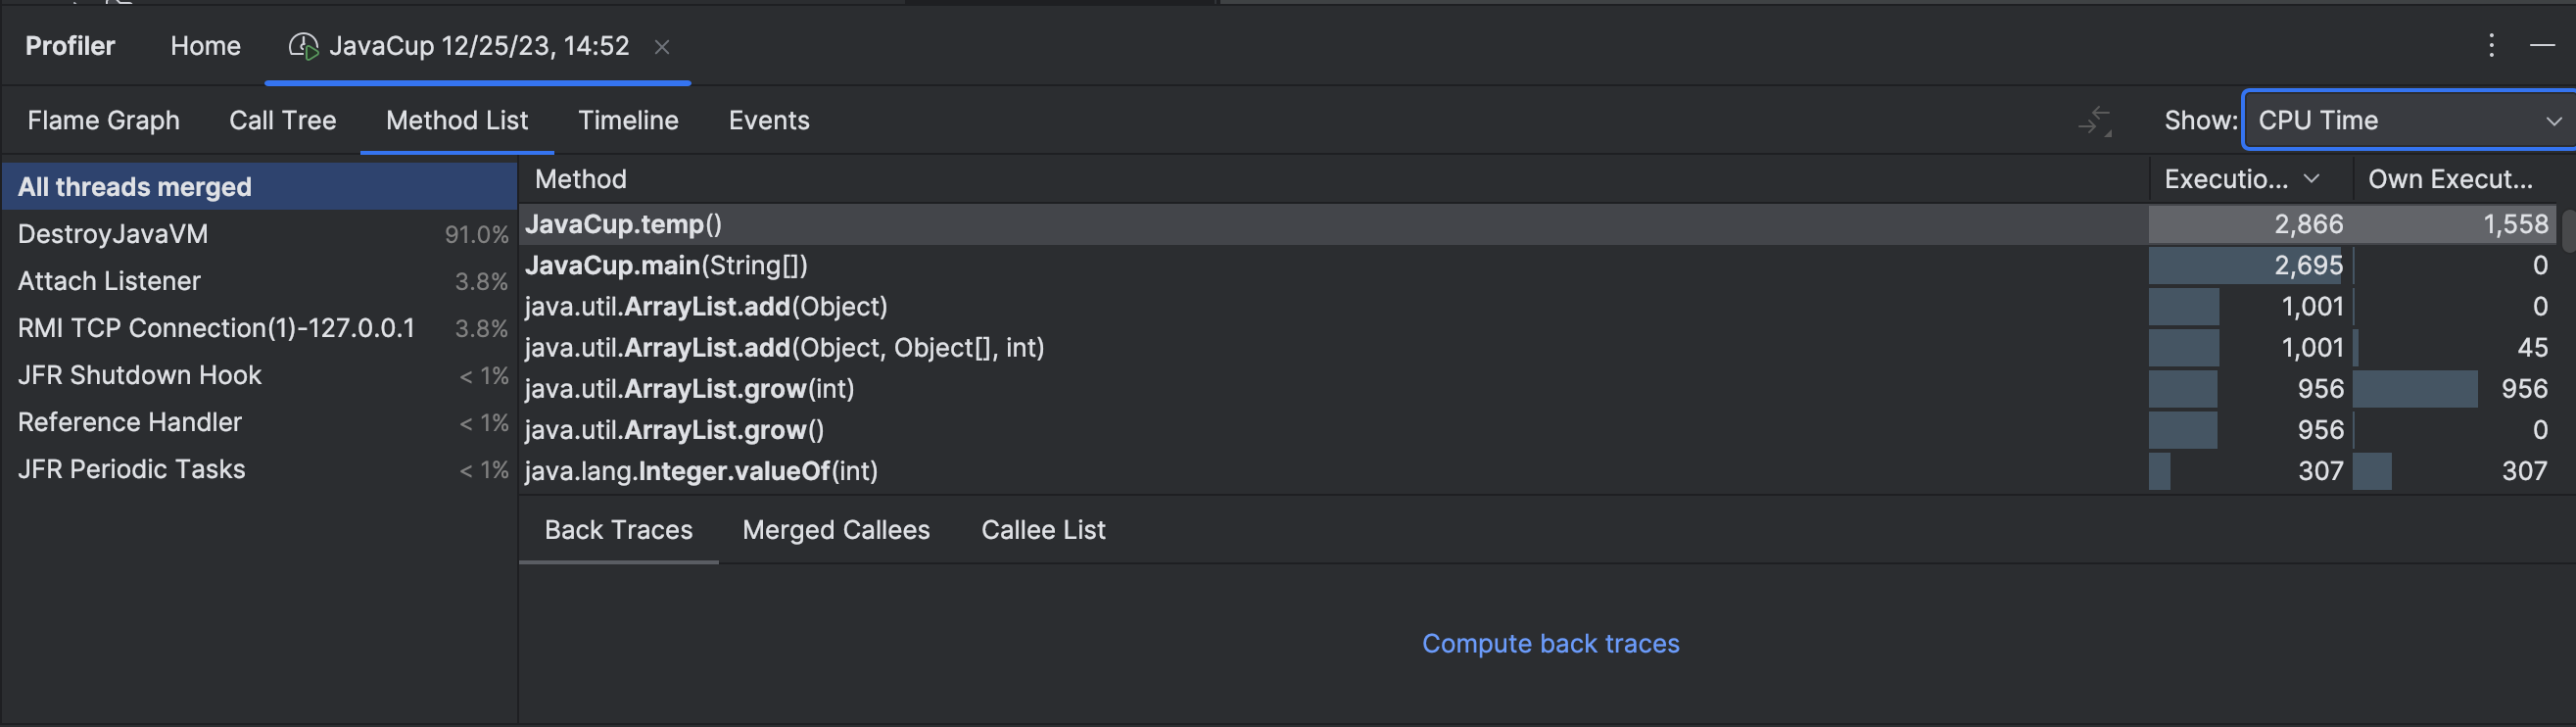 Profiler Home JavaCup 12/25/23, 14:52
Flame Graph Call Tree Method List Timeline Events Show: CPU Time
All threads merged
DestroyJavaVM 91.0%
Attach Listener 3.8%
RMI TCP Connection(1)-127.0.0.1 3.8%
JFR Shutdown Hook < 1%
Reference Handler < 1%
JFR Periodic Tasks < 1%
Method Executio... Own Execut...
JavaCup.temp() 2,866 1,558
JavaCup.main(String[]) 2,695 0
java.util.ArrayList.add(Object) 1,001 0
java.util.ArrayList.add(Object, Object[], int) 1,001 45
java.util.ArrayList.grow(int) 956 956
java.util.ArrayList.grow() 956 0
java.lang.Integer.valueOf(int) 307 307
Back Traces Merged Callees Callee List
Compute back traces